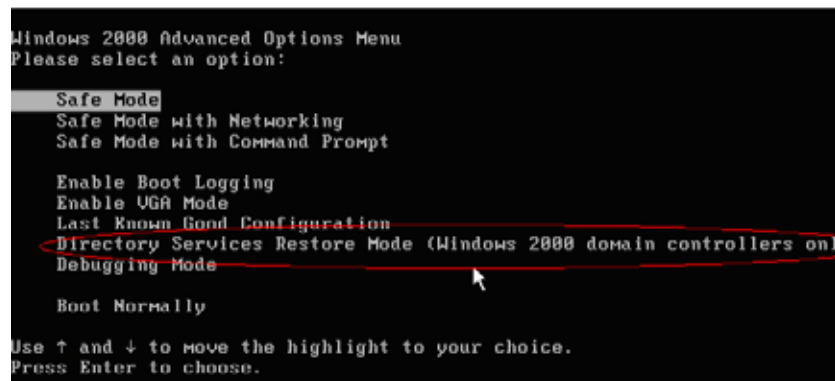 Windows 2000 Advanced Options Menu
Please select an option:
Safe Mode
Safe Mode with Networking
Safe Mode with Command Prompt
Enable Boot Logging
Enable VGA Mode
Last Known Good Configuration
Directory Services Restore Mode (Windows 2000 domain controllers onl
Debugging Mode
Boot Normally
Use ↑ and ↓ to move the highlight to your choice.
Press Enter to choose.